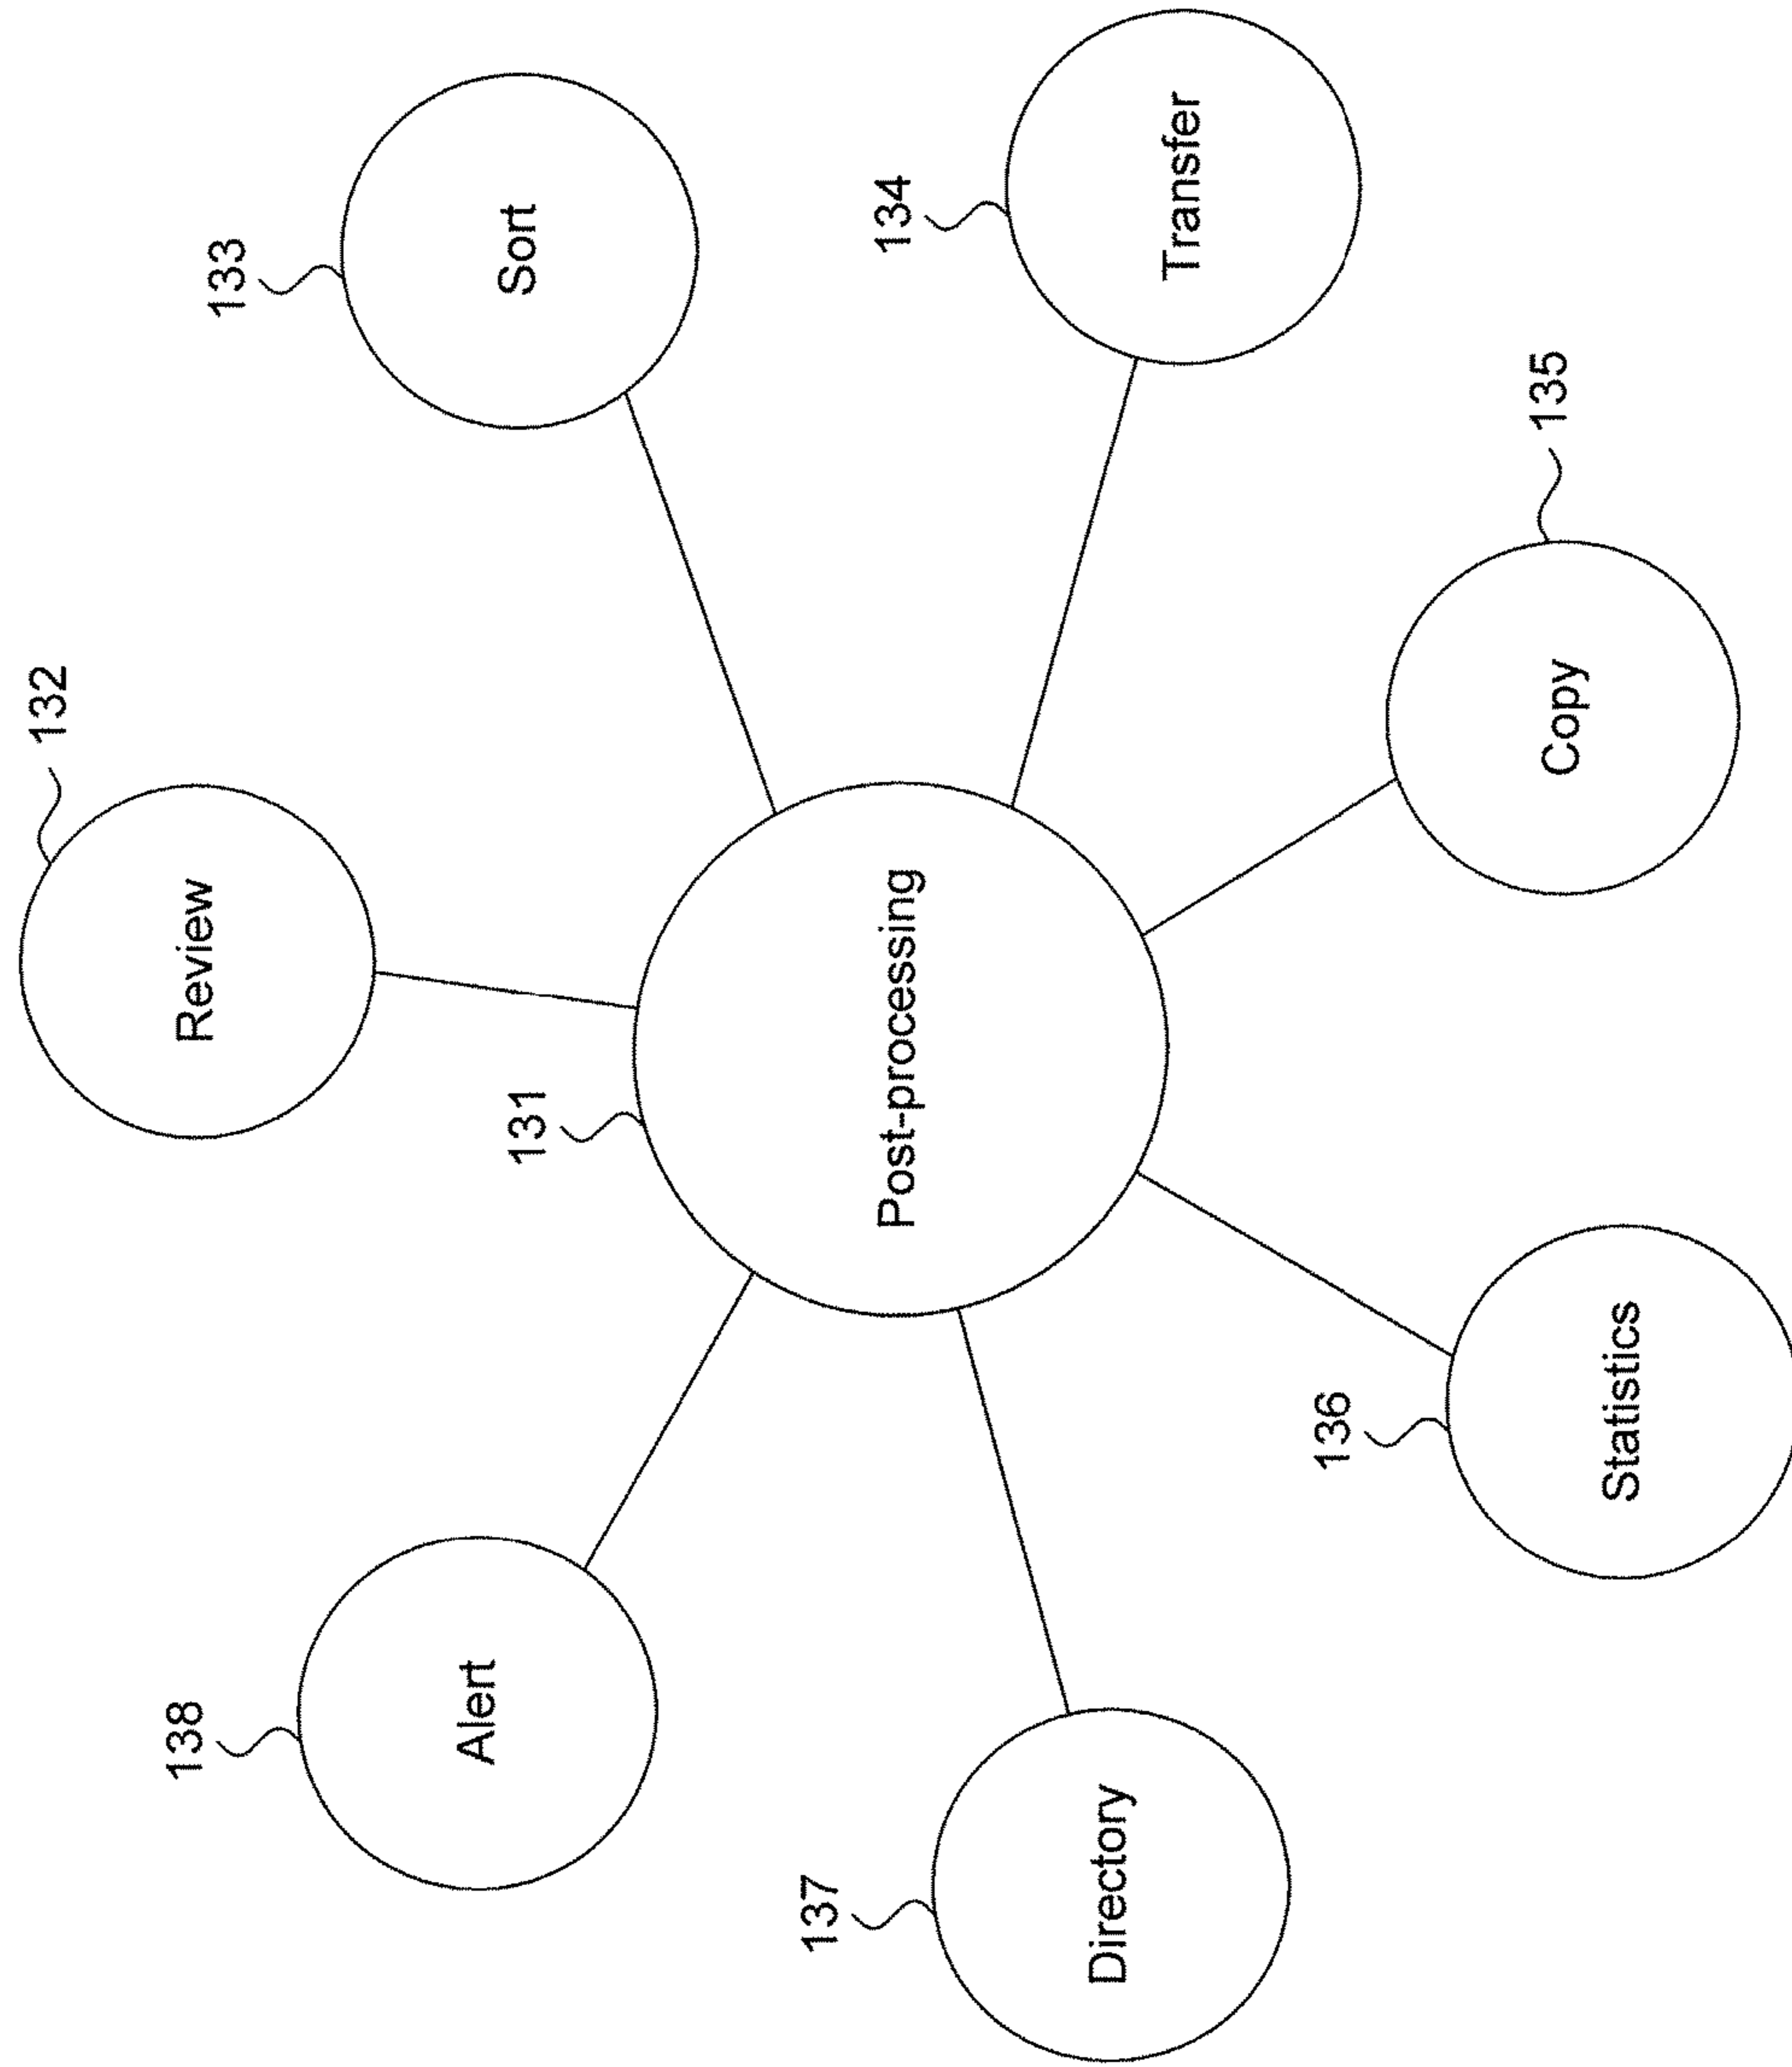 132
Review
133
Sort
138
Alert
131
Post-processing
134
Transfer
137
Directory
135
Copy
136
Statistics